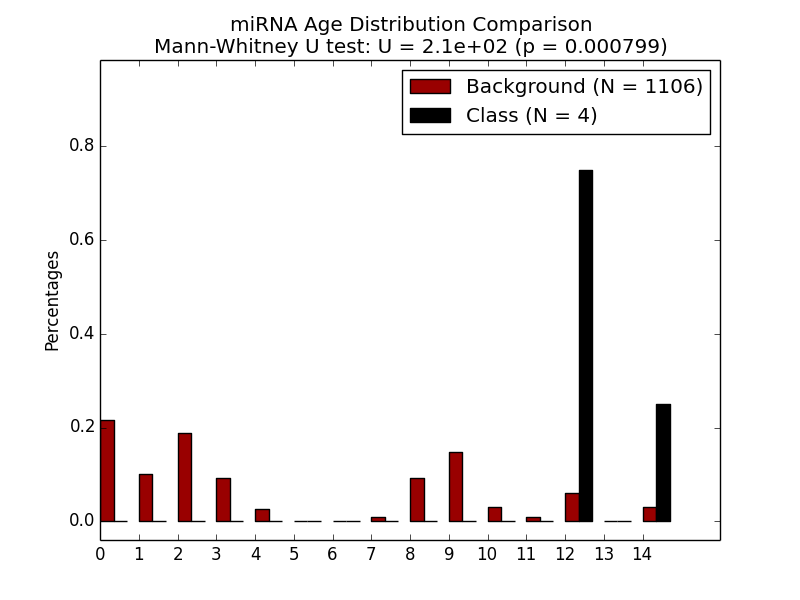 miRNA Age Distribution Comparison
Mann-Whitney U test: U = 2.1e+02 (p = 0.000799)
Background (N = 1106)
Class (N = 4)
Percentages
0.8
0.6
0.4
0.2
0.0
0 1 2 3 4 5 6 7 8 9 10 11 12 13 14